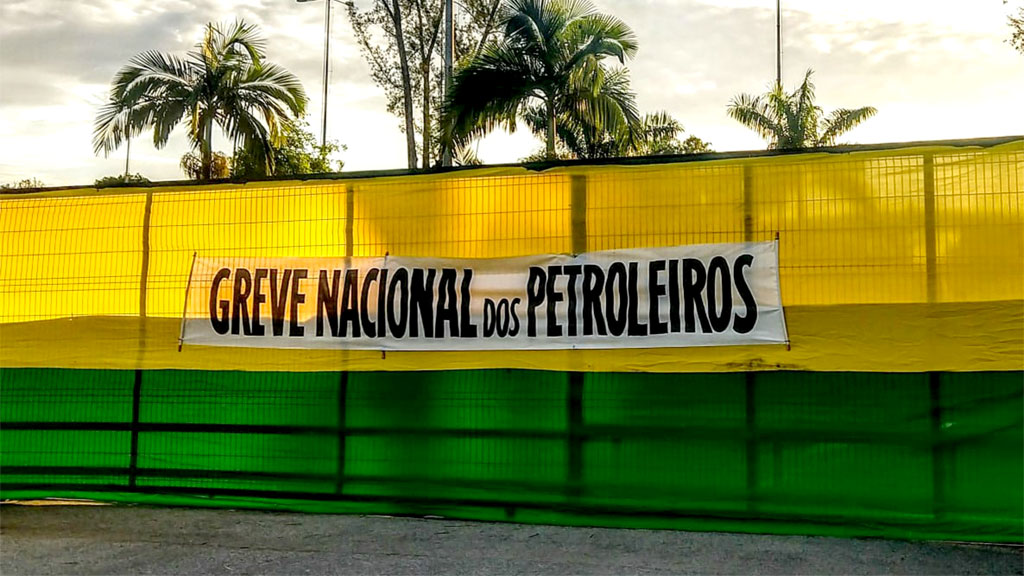 GREVE NACIONAL DOS PETROLEIROS